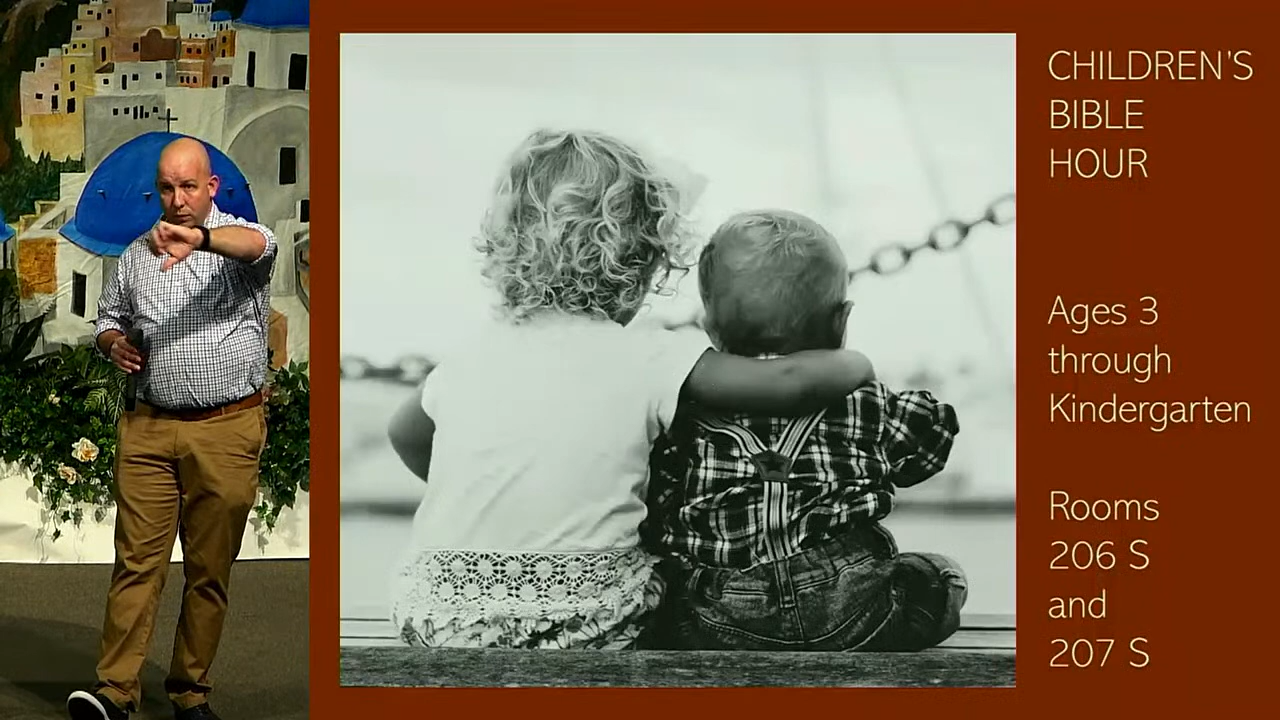 CHILDREN'S
BIBLE
HOUR
Ages 3
through
Kindergarten
Rooms
206 S
and
207 S